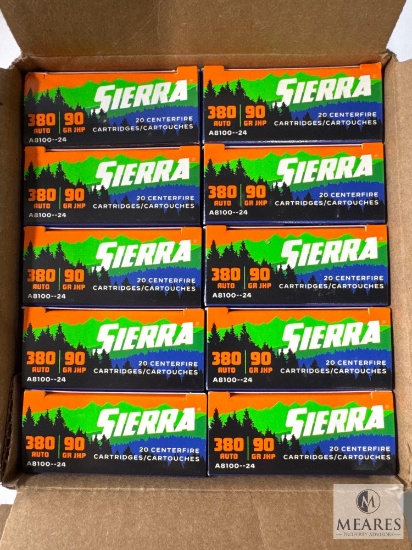 SIERRA
380 AUTO 90 GR JHP
20 CENTERFIRE
CARTRIDGES/CARTOUCHES
A8100--24
SIERRA
380 AUTO 90 GR JHP
20 CENTERFIRE
CARTRIDGES/CARTOUCHES
A8100--24
SIERRA
380 AUTO 90 GR JHP
20 CENTERFIRE
CARTRIDGES/CARTOUCHES
A8100--24
SIERRA
380 AUTO 90 GR JHP
20 CENTERFIRE
CARTRIDGES/CARTOUCHES
A8100--24
SIERRA
380 AUTO 90 GR JHP
20 CENTERFIRE
CARTRIDGES/CARTOUCHES
A8100--24
SIERRA
380 AUTO 90 GR JHP
20 CENTERFIRE
CARTRIDGES/CARTOUCHES
A8100--24
SIERRA
380 AUTO 90 GR JHP
20 CENTERFIRE
CARTRIDGES/CARTOUCHES
A8100--24
SIERRA
380 AUTO 90 GR JHP
20 CENTERFIRE
CARTRIDGES/CARTOUCHES
A8100--24
SIERRA
380 AUTO 90 GR JHP
20 CENTERFIRE
CARTRIDGES/CARTOUCHES
A8100--24
SIERRA
380 AUTO 90 GR JHP
20 CENTERFIRE
CARTRIDGES/CARTOUCHES
A8100--24
M
MEARES
PROPERTY ADVISORS